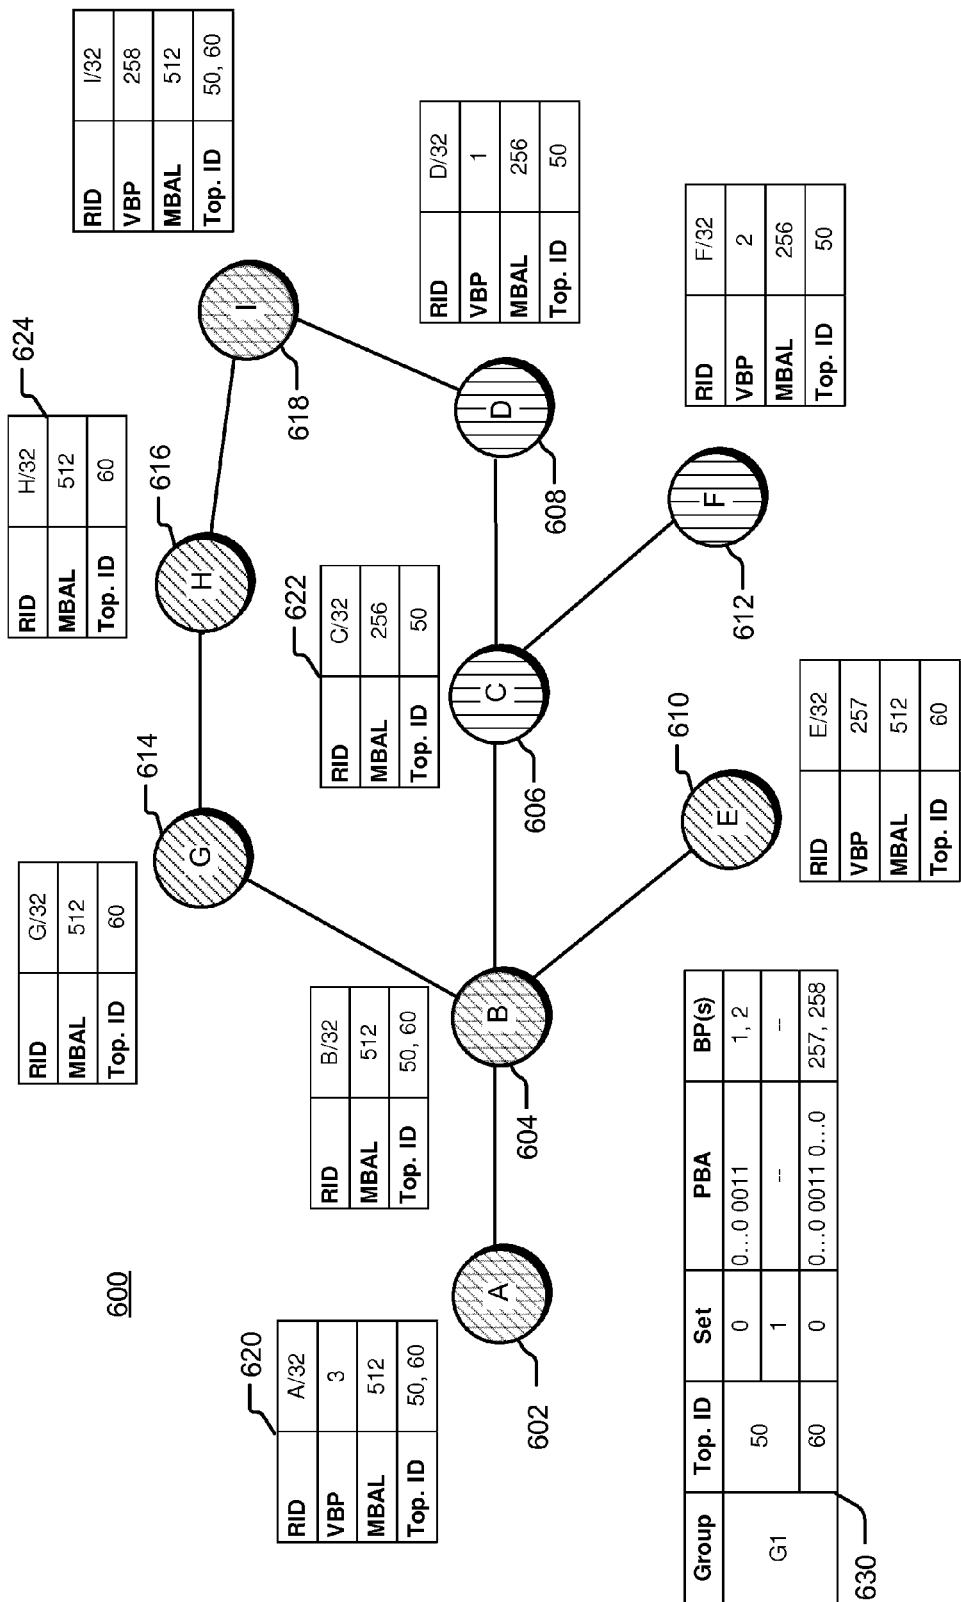 600
RID A/32
VBP 3
MBAL 512
Top. ID 50, 60
620
A
602
RID B/32
MBAL 512
Top. ID 50, 60
B
604
RID G/32
MBAL 512
Top. ID 60
G
614
RID H/32
MBAL 512
Top. ID 60
624
H
616
RID I/32
VBP 258
MBAL 512
Top. ID 50, 60
I
618
RID C/32
MBAL 256
Top. ID 50
622
C
606
RID D/32
VBP 1
MBAL 256
Top. ID 50
D
608
RID E/32
VBP 257
MBAL 512
Top. ID 60
E
610
RID F/32
VBP 2
MBAL 256
Top. ID 50
F
612
Group Top. ID Set PBA BP(s)
G1 50 0 0...0 0011 1, 2
1 -- --
60 0 0...0 0011 0...0 257, 258
630